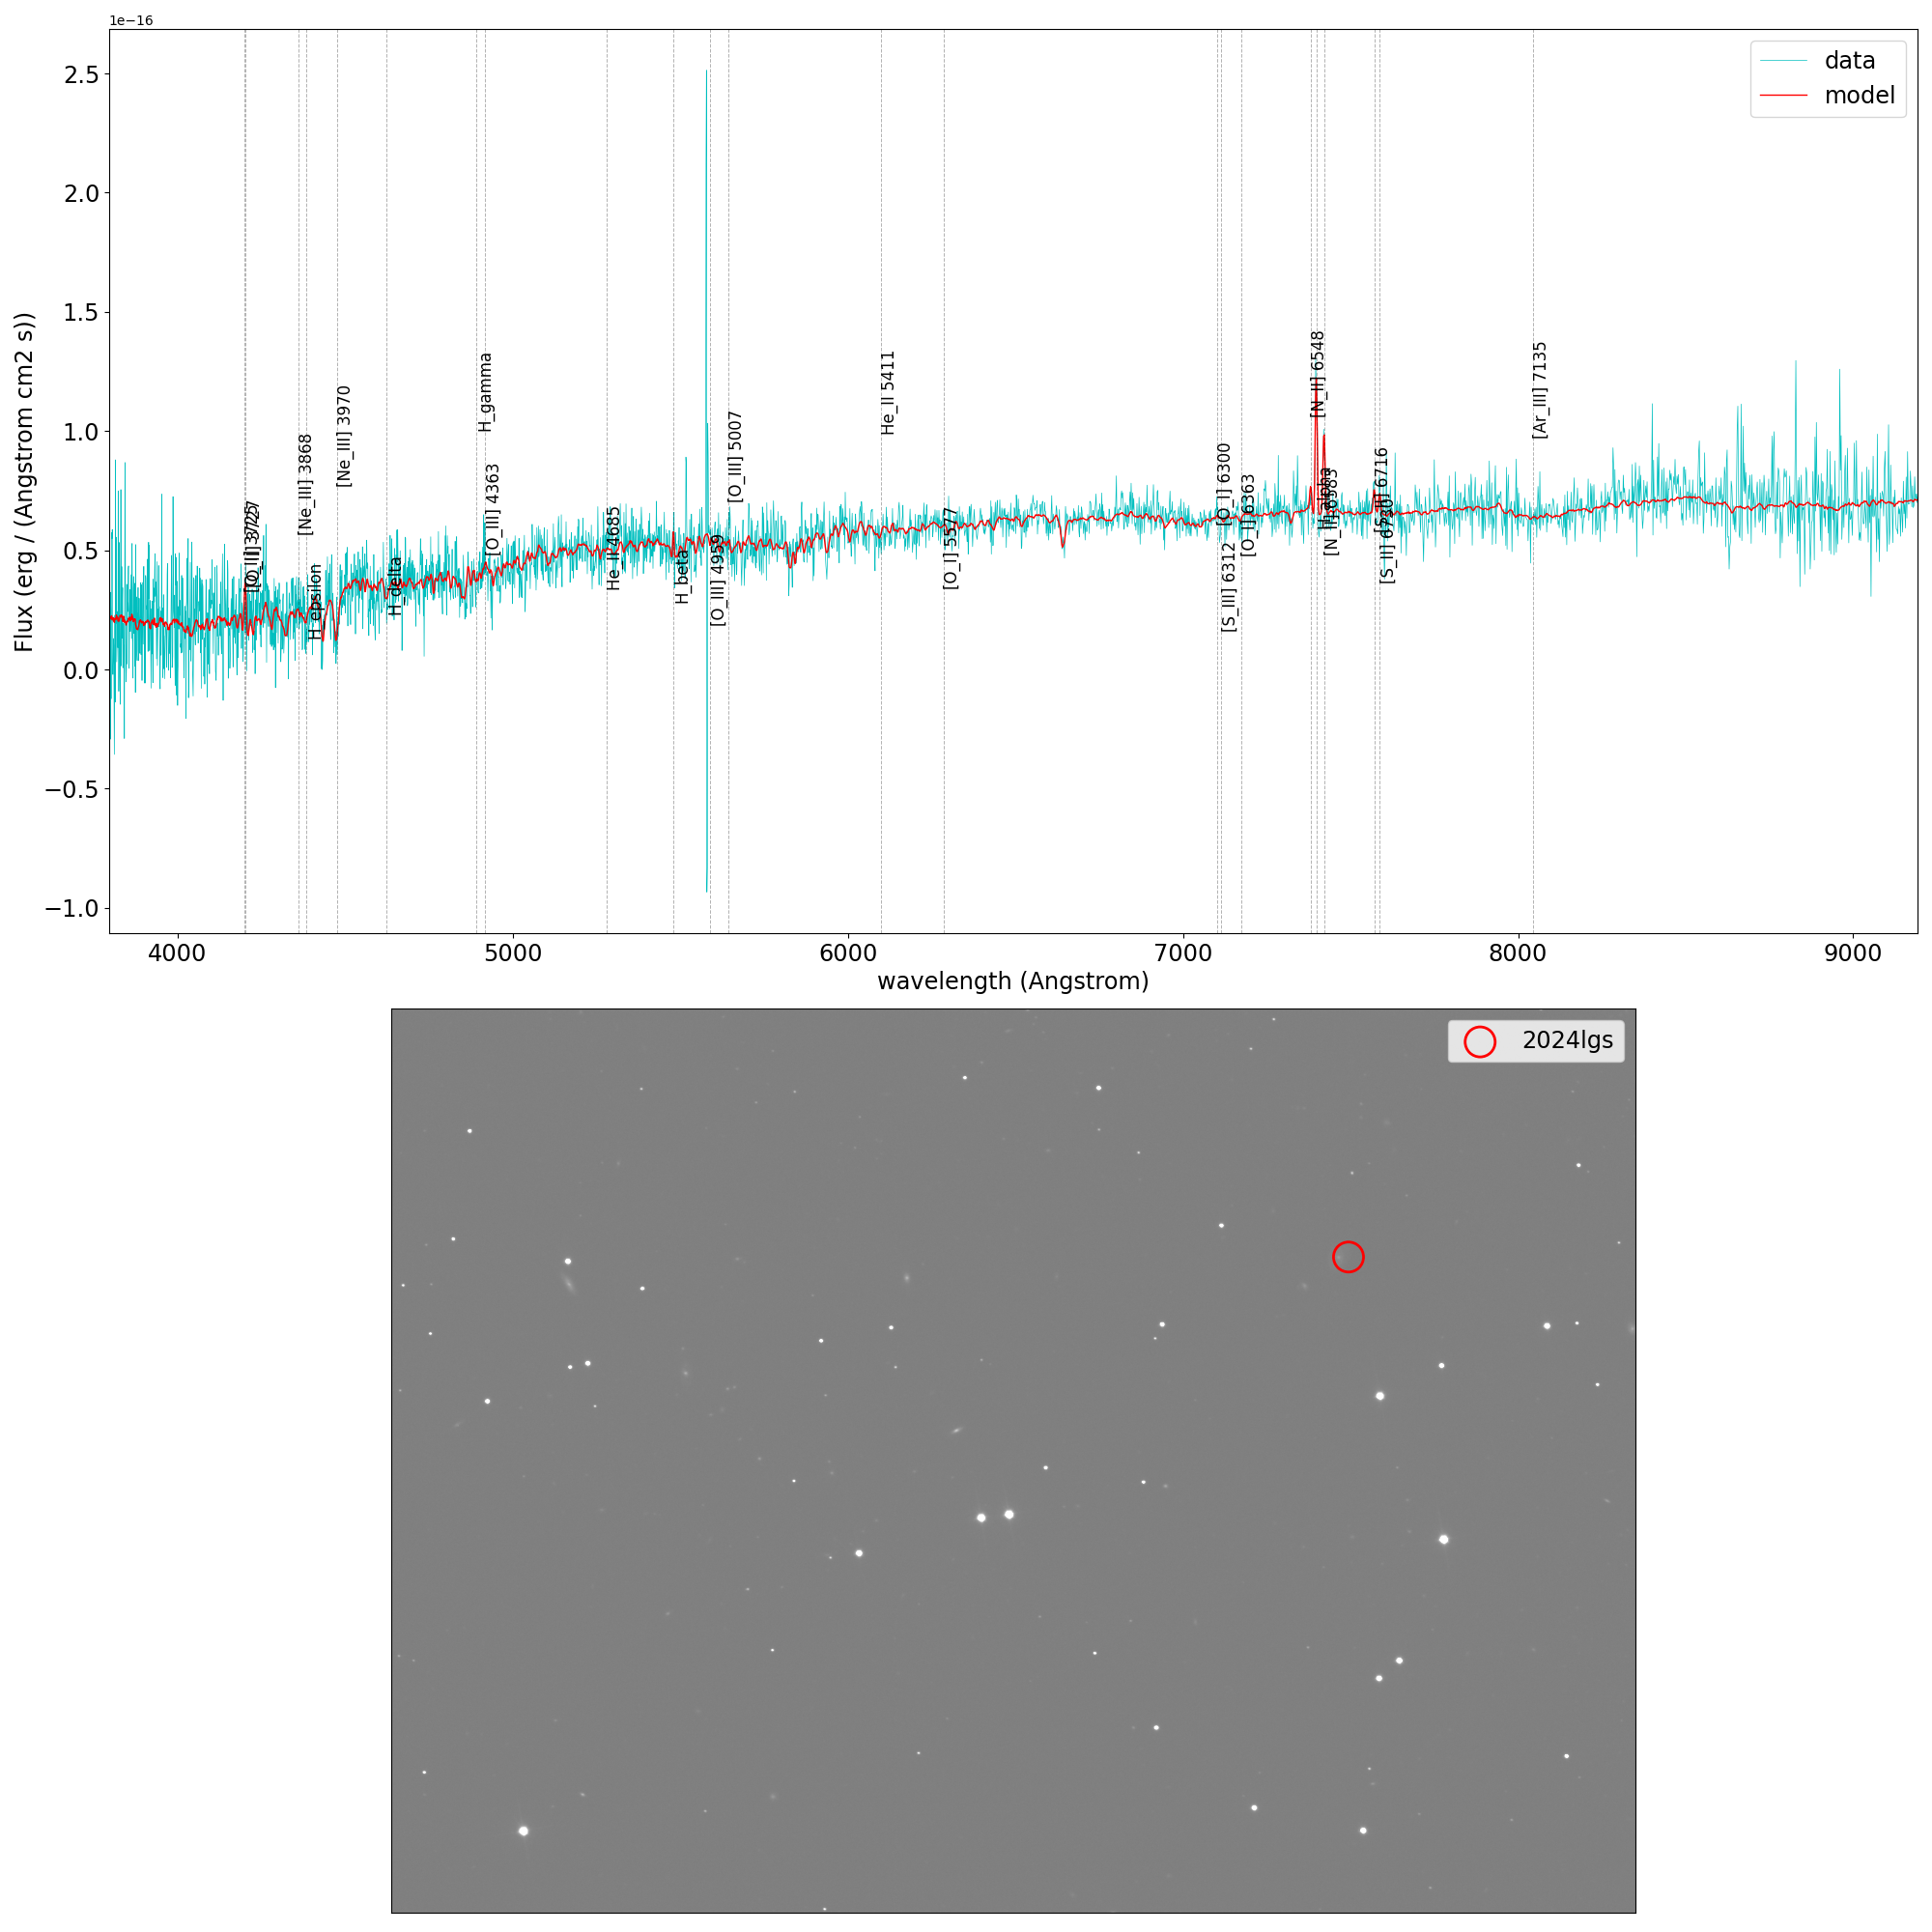 1e−16
data
model
2.5
2.0
1.5
1.0
0.5
0.0
−0.5
−1.0
Flux (erg / (Angstrom cm2 s))
[Ne_III] 3868
H_epsilon
[Ne_III] 3970
H_delta
H_gamma
[O_III] 4363
He_II 4685
H_beta
[O_III] 4959
[O_III] 5007
He_II 5411
[O_I] 5577
[O_I] 6300
[S_III] 6312
[O_I] 6363
[N_II] 6548
[S_II] 6716
[Ar_III] 7135
4000
5000
6000
7000
8000
9000
wavelength (Angstrom)
2024lgs